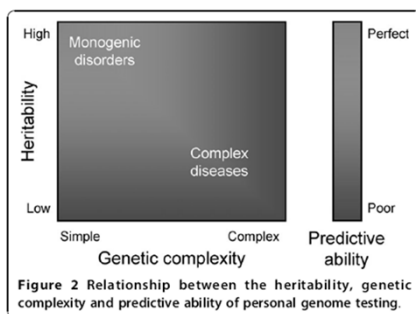 High
Monogenic
disorders
Heritability
Complex
diseases
Low
Simple
Complex
Genetic complexity
Perfect
Poor
Predictive
ability
Figure 2 Relationship between the heritability, genetic
complexity and predictive ability of personal genome testing.